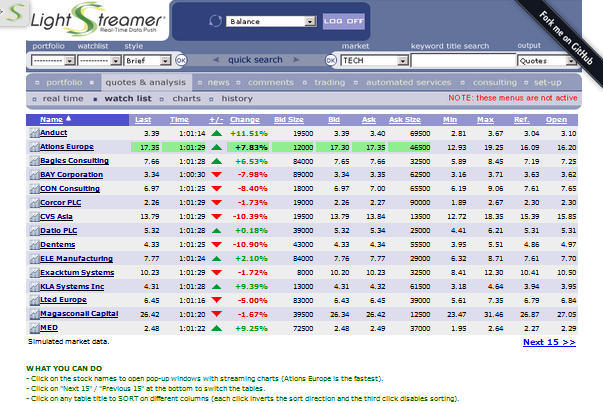 LightStreamer
Real-Time Data Push
Balance
LOG OFF
Fork me on GitHub
portfolio watchlist style quick search market keyword title search output
---------- ---------- Brief OK OK TECH Quotes
portfolio quotes & analysis news comments trading automated services consulting set-up
real time watch list charts history NOTE: these menus are not active
Name Last Time +/- Change Bid Size Bid Ask Ask Size Min Max Ref. Open
Anduct 3.39 1:01:14 +11.51% 19500 3.39 3.40 69500 2.81 3.67 3.04 3.10
Ations Europe 17.35 1:01:29 +7.83% 12000 17.30 17.35 46500 12.93 19.25 16.09 16.20
Bagies Consulting 7.66 1:01:28 +6.53% 84000 7.65 7.66 32500 5.89 8.45 7.19 7.25
BAY Corporation 3.34 1:00:30 -7.98% 89000 3.34 3.35 62500 3.16 3.71 3.63 3.62
CON Consulting 6.97 1:01:25 -8.40% 18000 6.97 7.00 65500 6.19 9.06 7.61 7.65
Corcor PLC 2.26 1:01:29 -1.73% 19000 2.26 2.27 90000 1.89 2.67 2.30 2.30
CVS Asia 13.79 1:01:29 -10.39% 19500 13.79 13.84 13500 12.72 18.35 15.39 15.85
Datio PLC 5.32 1:01:28 +0.18% 39000 5.32 5.34 25000 4.41 6.21 5.31 5.31
Dentems 4.33 1:01:25 -10.90% 43000 4.33 4.34 55500 3.95 5.51 4.86 4.97
ELE Manufacturing 7.77 1:01:24 +2.10% 84000 7.76 7.77 29000 6.32 8.71 7.61 7.70
Exacktum Systems 10.23 1:01:29 -1.72% 8000 10.20 10.23 32500 8.41 12.30 10.41 10.50
KLA Systems Inc 4.31 1:01:28 +9.39% 13000 4.31 4.32 61500 3.18 4.64 3.94 3.95
Lted Europe 6.45 1:01:16 -5.00% 83000 6.43 6.45 39000 5.61 7.35 6.79 6.84
Magasconall Capital 26.42 1:01:20 -1.67% 39500 26.34 26.42 12500 23.47 31.46 26.87 27.05
MED 2.48 1:01:22 +9.25% 72500 2.48 2.49 37000 1.95 2.64 2.27 2.29
Simulated market data. Next 15 >>
WHAT YOU CAN DO
- Click on the stock names to open pop-up windows with streaming charts (Ations Europe is the fastest).
- Click on "Next 15" / "Previous 15" at the bottom to switch the tables.
- Click on any table title to SORT on different columns (each click inverts the sort direction and the third click disables sorting).